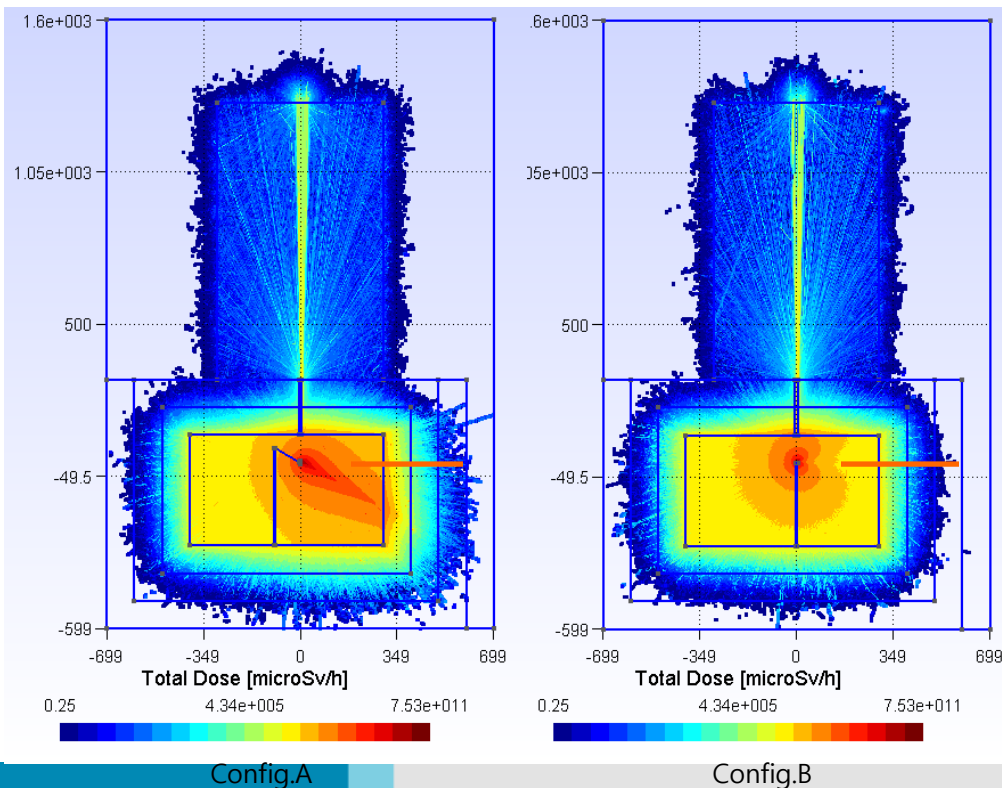 1.6e+003
1.05e+003
500
-49.5
-599
-699
-349
0
349
699
Total Dose [microSv/h]
0.25
4.34e+005
7.53e+011
Config.A
.6e+003
05e+003
500
-49.5
-599
-699
-349
0
349
699
Total Dose [microSv/h]
0.25
4.34e+005
7.53e+011
Config.B